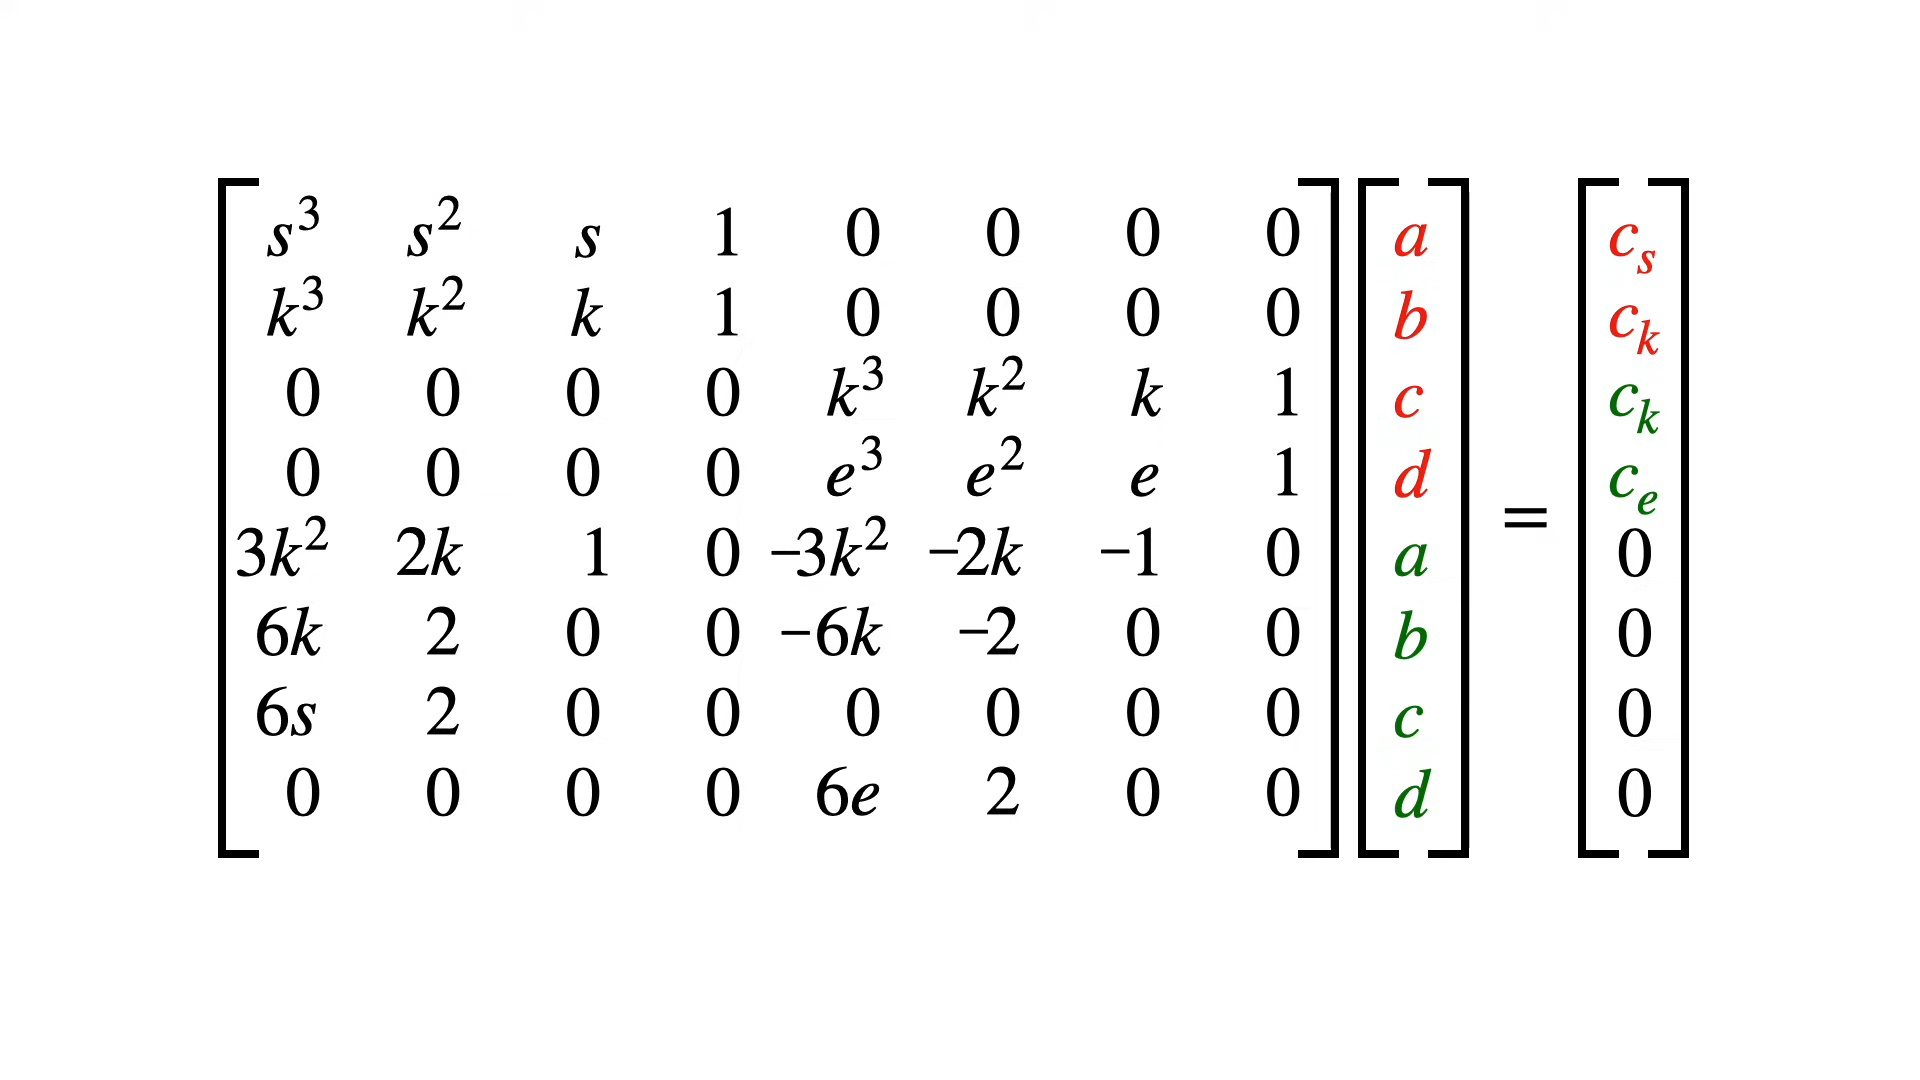 s³ s² s 1 0 0 0 0 a c_s
k³ k² k 1 0 0 0 0 b c_k
0 0 0 0 k³ k² k 1 c c_k
0 0 0 0 e³ e² e 1 d c_e
3k² 2k 1 0 −3k² −2k −1 0 a = 0
6k 2 0 0 −6k −2 0 0 b 0
6s 2 0 0 0 0 0 0 c 0
0 0 0 0 6e 2 0 0 d 0